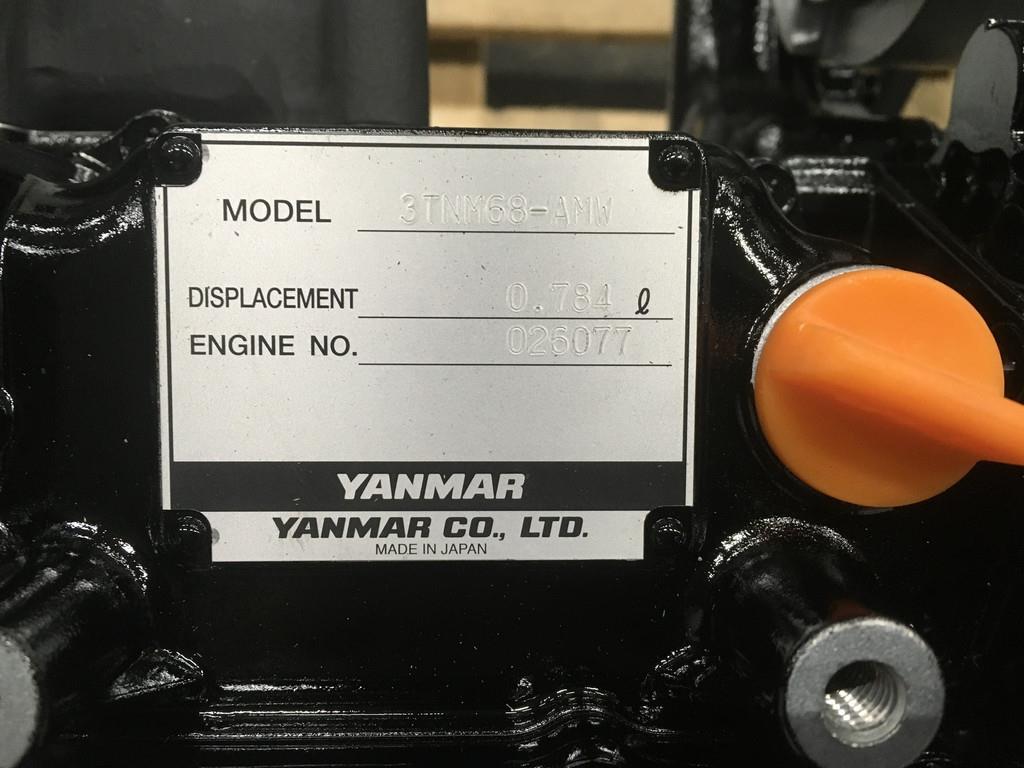 MODEL 3TNM68-AMW
DISPLACEMENT 0.784 ℓ
ENGINE NO. 026077
YANMAR
YANMAR CO., LTD.
MADE IN JAPAN